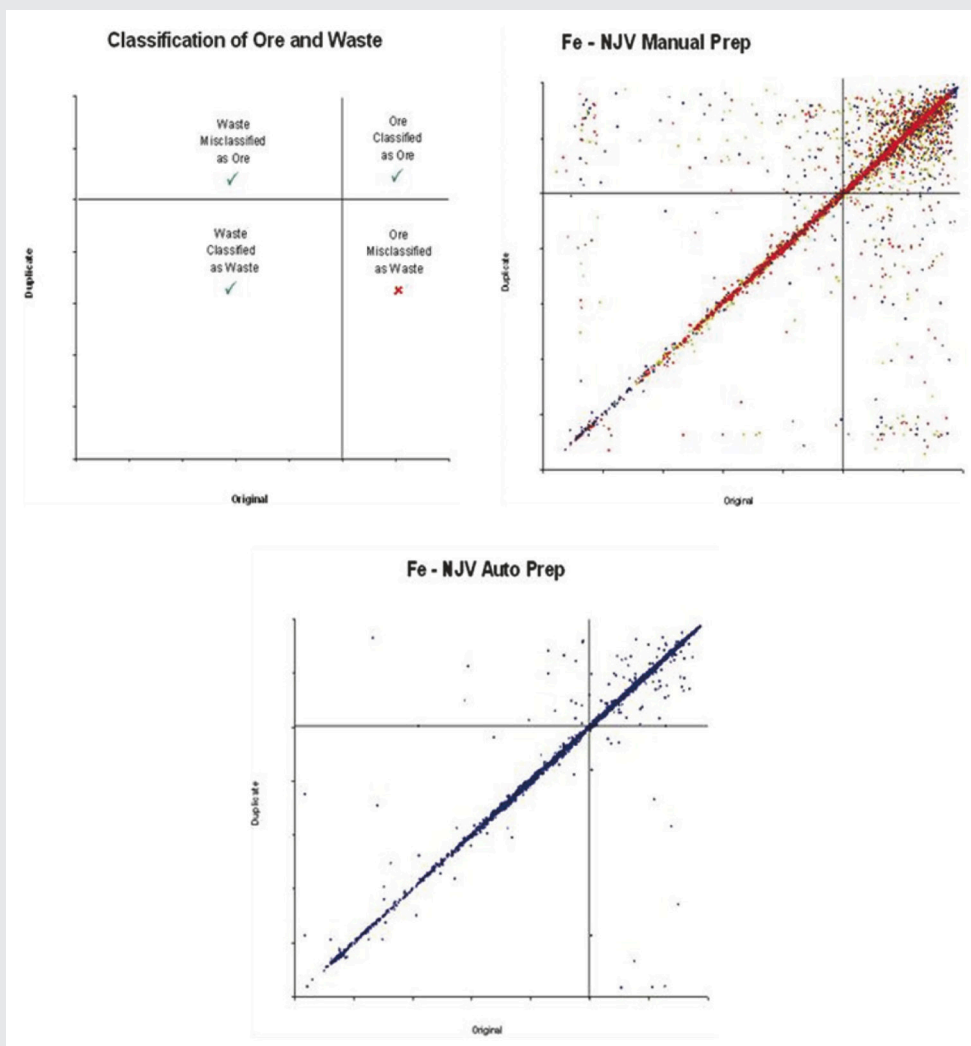 Classification of Ore and Waste
Waste
Misclassified
as Ore
✓
Ore
Classified
as Ore
✓
Waste
Classified
as Waste
✓
Ore
Misclassified
as Waste
✗
Duplicate
Original
Fe - NJV Manual Prep
Duplicate
Original
Fe - NJV Auto Prep
Duplicate
Original